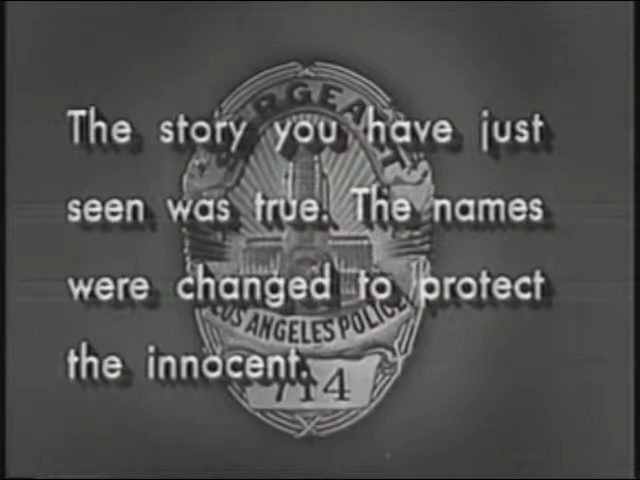 The story you have just
seen was true. The names
were changed to protect
the innocent.
SERGEANT
LOS ANGELES POLICE
714